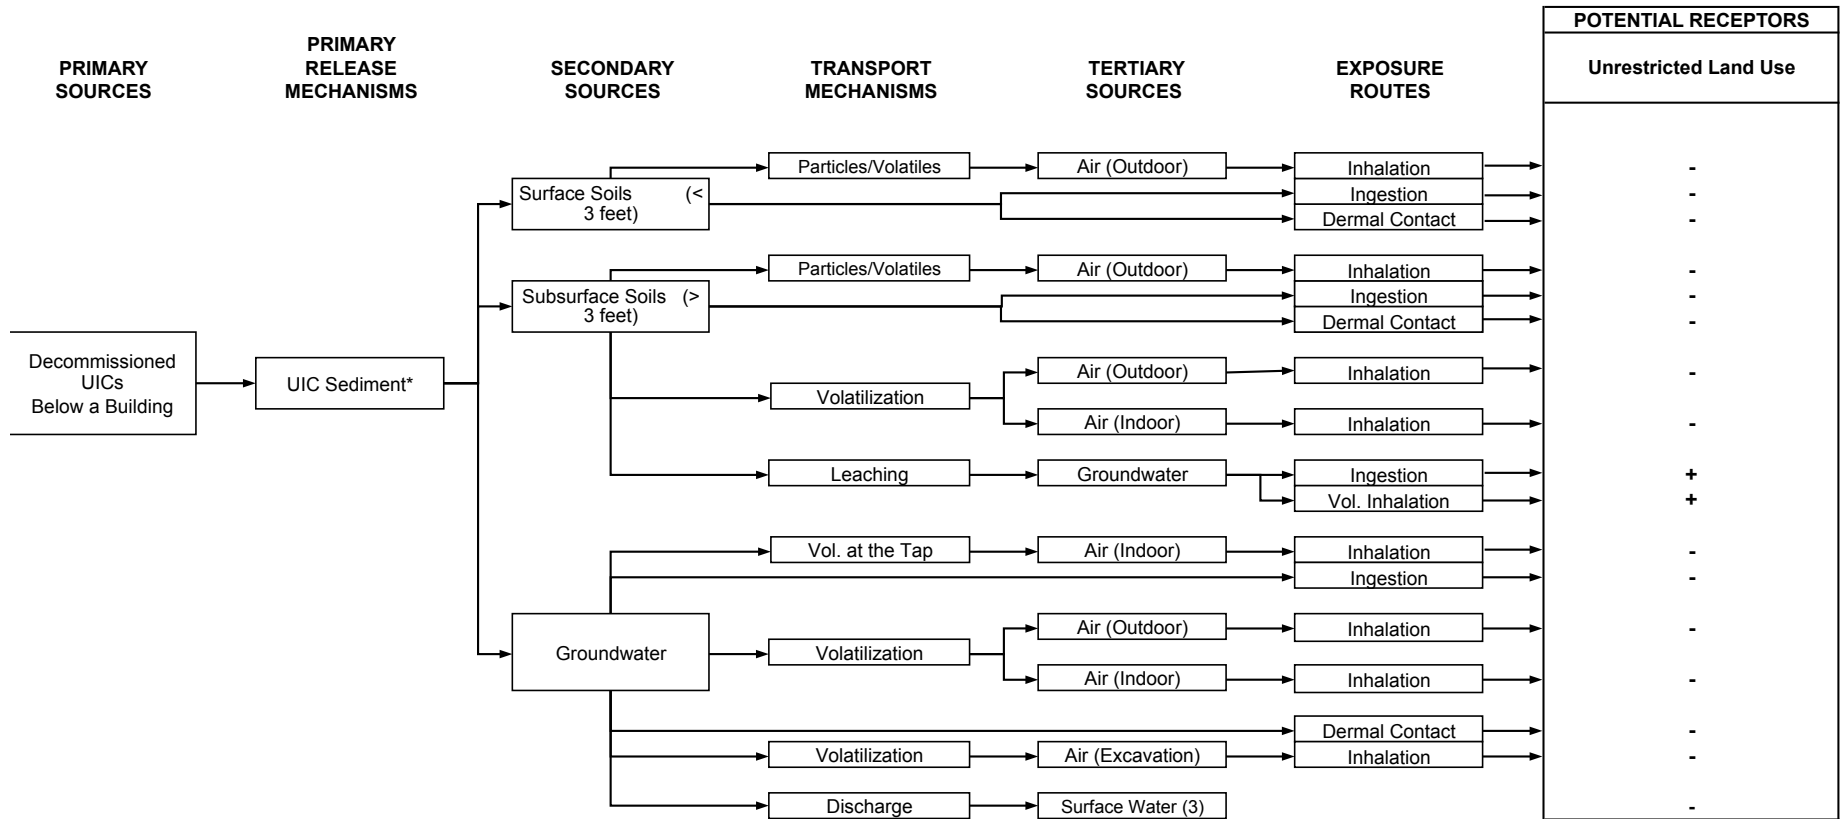 POTENTIAL RECEPTORS
PRIMARY
SOURCES
PRIMARY
RELEASE
MECHANISMS
SECONDARY
SOURCES
TRANSPORT
MECHANISMS
TERTIARY
SOURCES
EXPOSURE
ROUTES
Unrestricted Land Use
Particles/Volatiles
Air (Outdoor)
Inhalation
-
Surface Soils (<
3 feet)
Ingestion
-
Dermal Contact
-
Particles/Volatiles
Air (Outdoor)
Inhalation
-
Subsurface Soils (>
3 feet)
Ingestion
-
Dermal Contact
-
Decommissioned
UICs
Below a Building
UIC Sediment*
Volatilization
Air (Outdoor)
Inhalation
-
Air (Indoor)
Inhalation
-
Leaching
Groundwater
Ingestion
+
Vol. Inhalation
+
Vol. at the Tap
Air (Indoor)
Inhalation
-
Ingestion
-
Groundwater
Volatilization
Air (Outdoor)
Inhalation
-
Air (Indoor)
Inhalation
-
Dermal Contact
-
Volatilization
Air (Excavation)
Inhalation
-
Discharge
Surface Water (3)
-